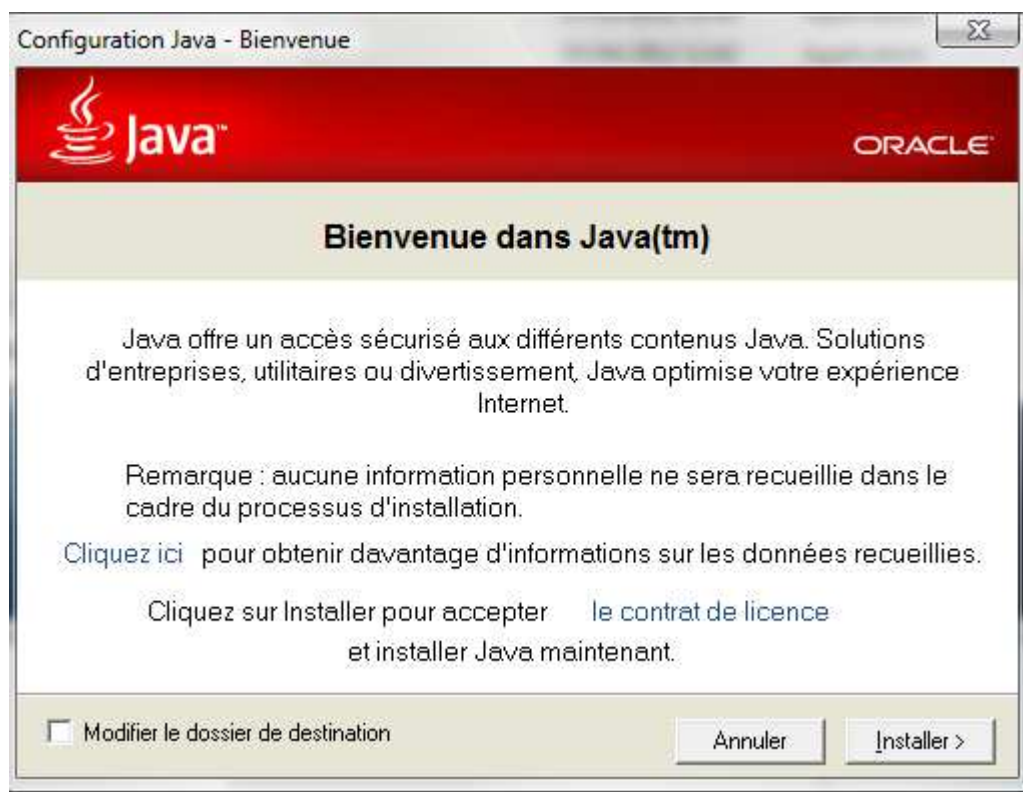 Configuration Java - Bienvenue
Java™
ORACLE
Bienvenue dans Java(tm)
Java offre un accès sécurisé aux différents contenus Java. Solutions
d'entreprises, utilitaires ou divertissement, Java optimise votre expérience
Internet.
Remarque : aucune information personnelle ne sera recueillie dans le
cadre du processus d'installation.
Cliquez ici pour obtenir davantage d'informations sur les données recueillies.
Cliquez sur Installer pour accepter le contrat de licence
et installer Java maintenant.
Modifier le dossier de destination
Annuler
Installer >